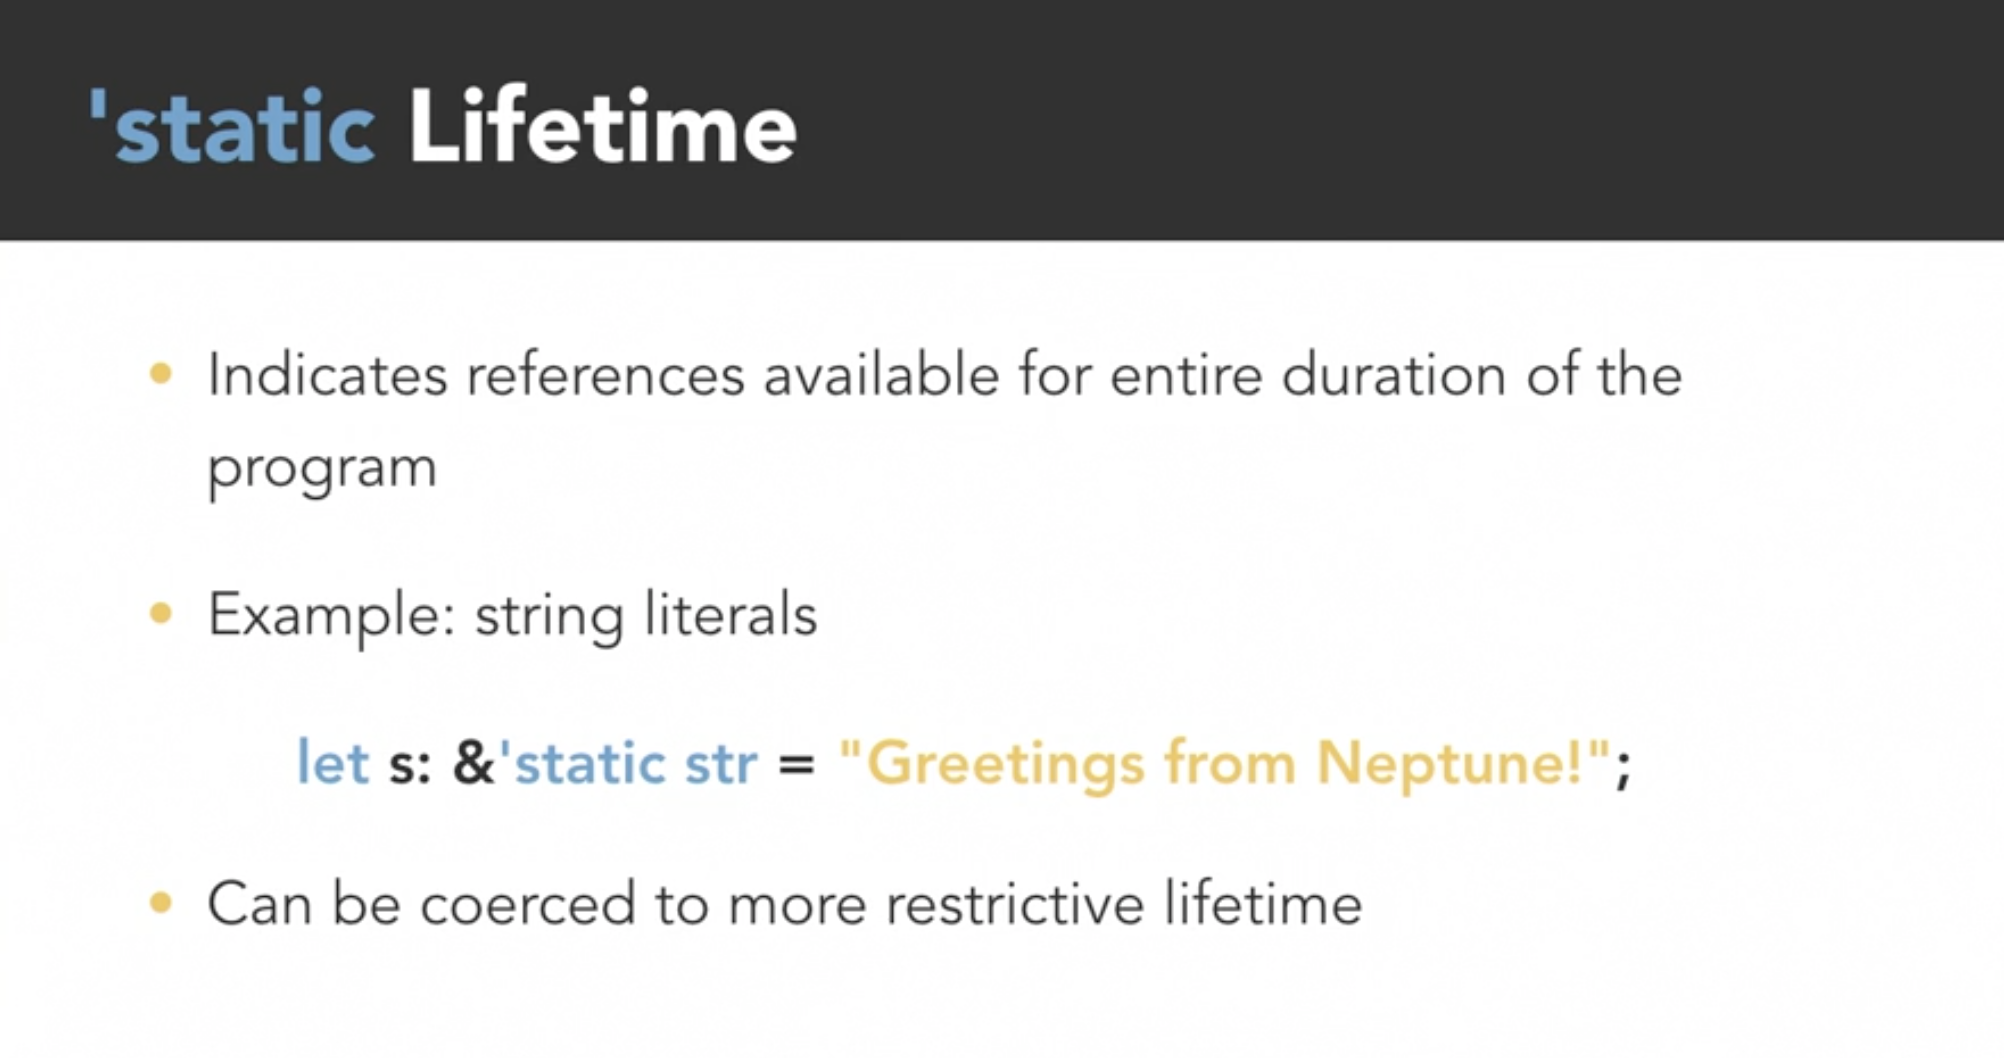 'static Lifetime
• Indicates references available for entire duration of the
program
• Example: string literals
let s: &'static str = "Greetings from Neptune!";
• Can be coerced to more restrictive lifetime